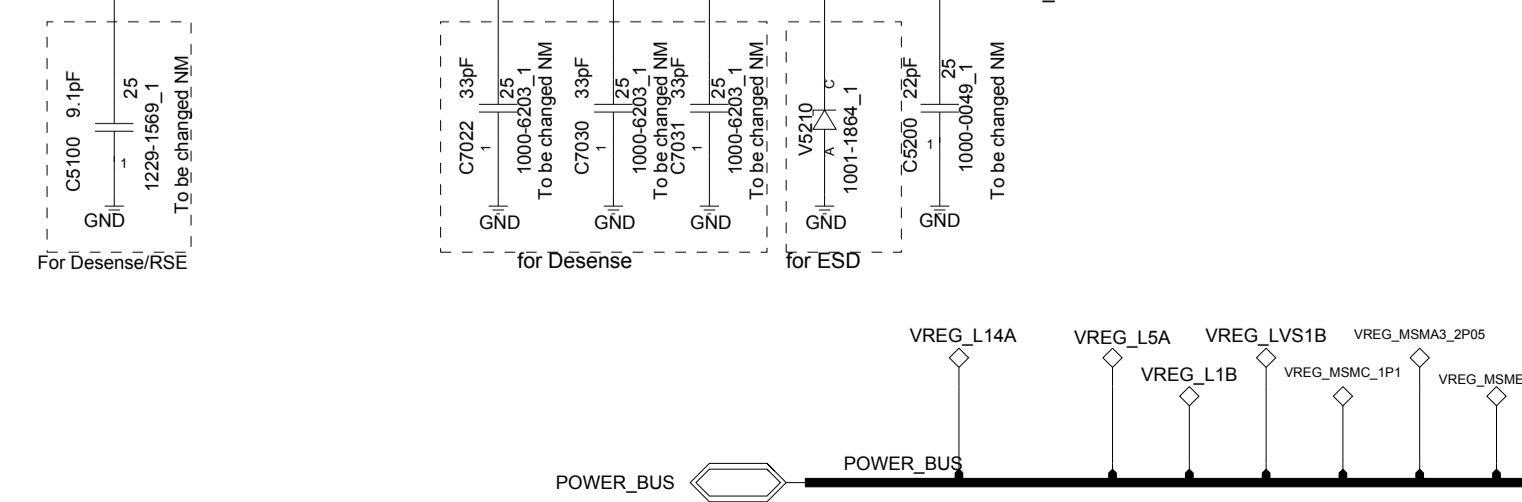 C5100 9.1pF
25
1
1229-1569_1
To be changed NM
GND
For Desense/RSE
C7022 33pF
25
1
1000-6203_1
To be changed NM
GND
C7030 33pF
25
1
1000-6203_1
To be changed NM
GND
C7031 33pF
25
1
1000-6203_1
To be changed NM
GND
for Desense
V5210
C
A
1001-1864_1
GND
for ESD
C5200 22pF
25
1
1000-0049_1
To be changed NM
GND
VREG_L14A
VREG_L5A
VREG_L1B
VREG_LVS1B
VREG_MSMC_1P1
VREG_MSMA3_2P05
VREG_MSME
POWER_BUS
POWER_BUS